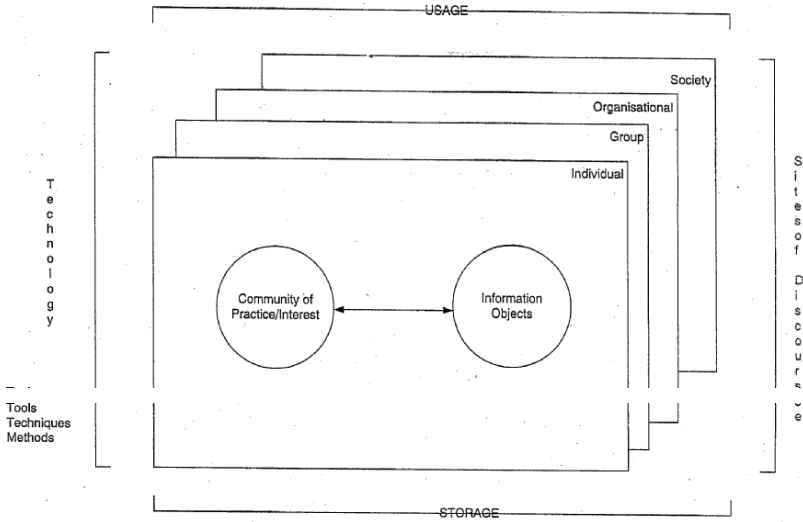 USAGE
Society
Organisational
Group
Individual
Technology
Sites of Discourse
Community of
Practice/Interest
Information
Objects
Tools
Techniques
Methods
STORAGE